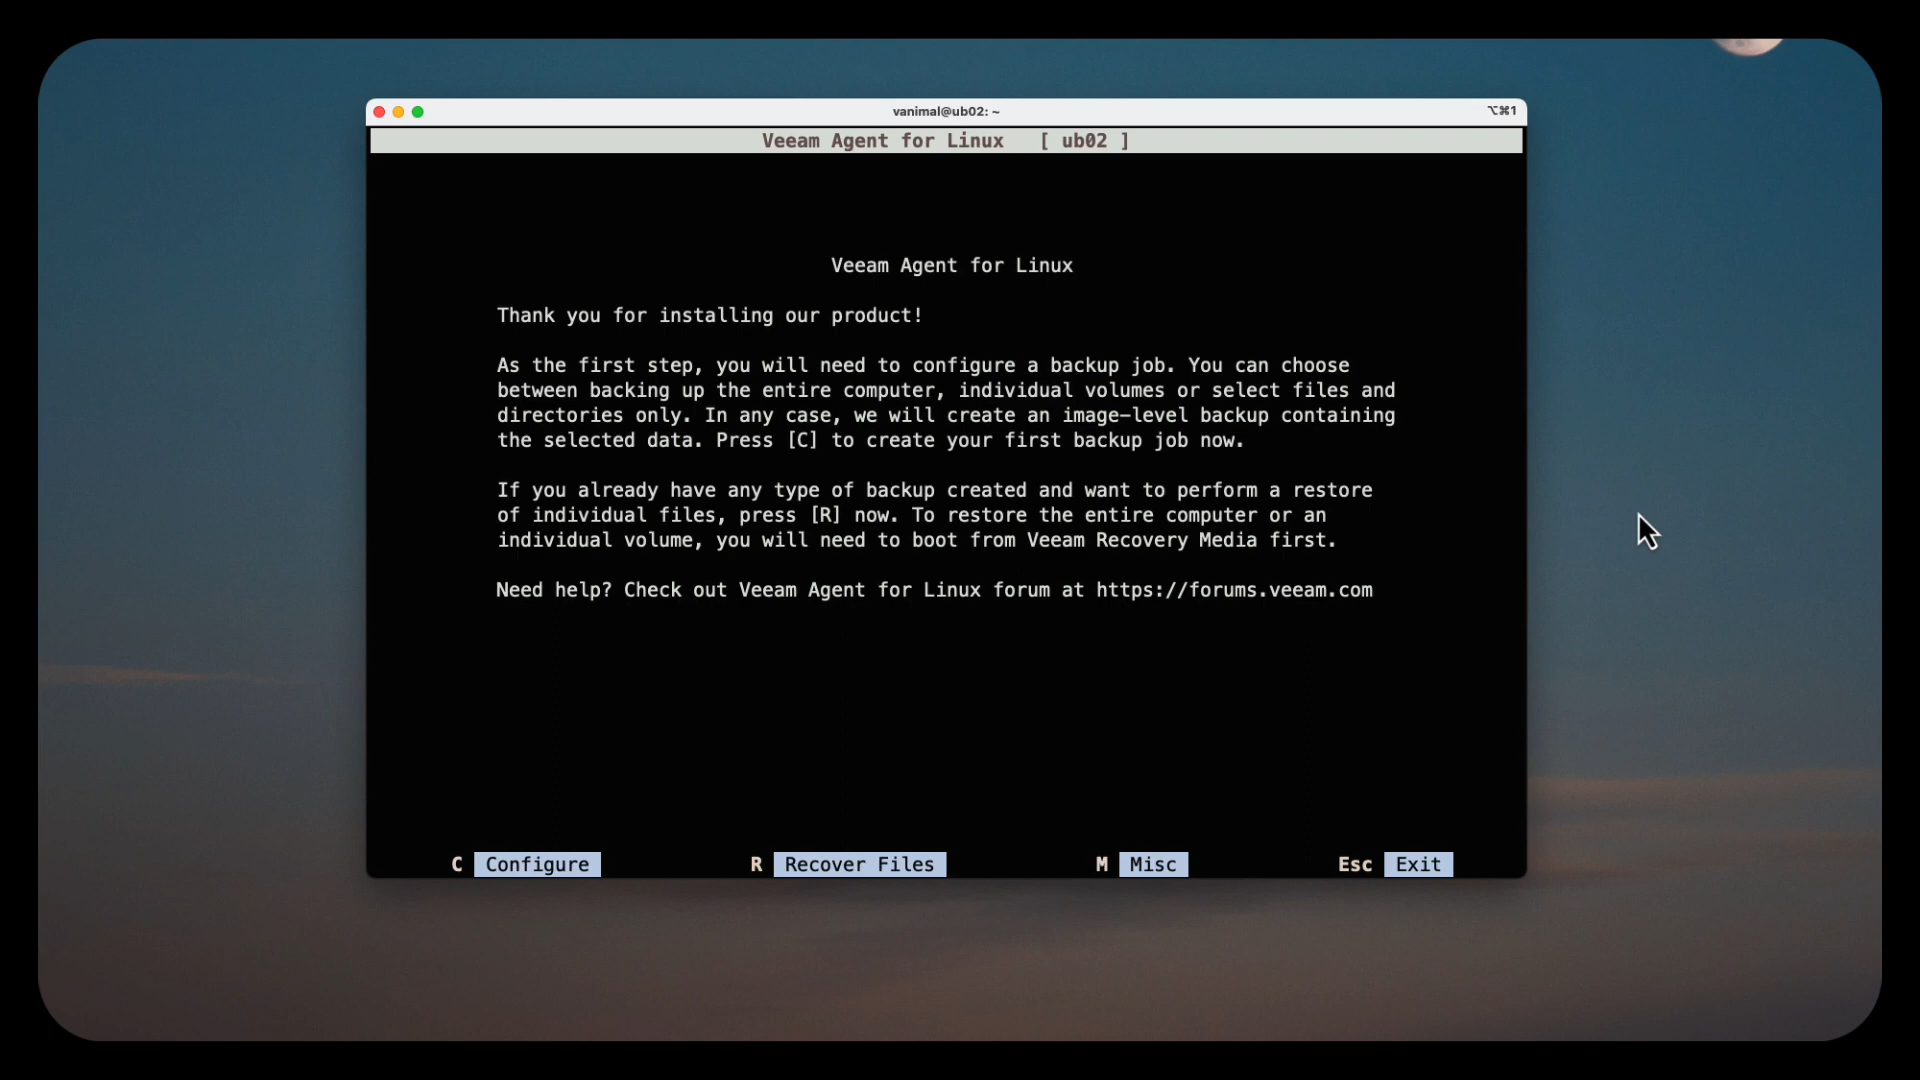 vanimal@ub02: ~
⌥⌘1
Veeam Agent for Linux [ ub02 ]
Veeam Agent for Linux
Thank you for installing our product!
As the first step, you will need to configure a backup job. You can choose
between backing up the entire computer, individual volumes or select files and
directories only. In any case, we will create an image-level backup containing
the selected data. Press [C] to create your first backup job now.
If you already have any type of backup created and want to perform a restore
of individual files, press [R] now. To restore the entire computer or an
individual volume, you will need to boot from Veeam Recovery Media first.
Need help? Check out Veeam Agent for Linux forum at https://forums.veeam.com
C Configure R Recover Files M Misc Esc Exit